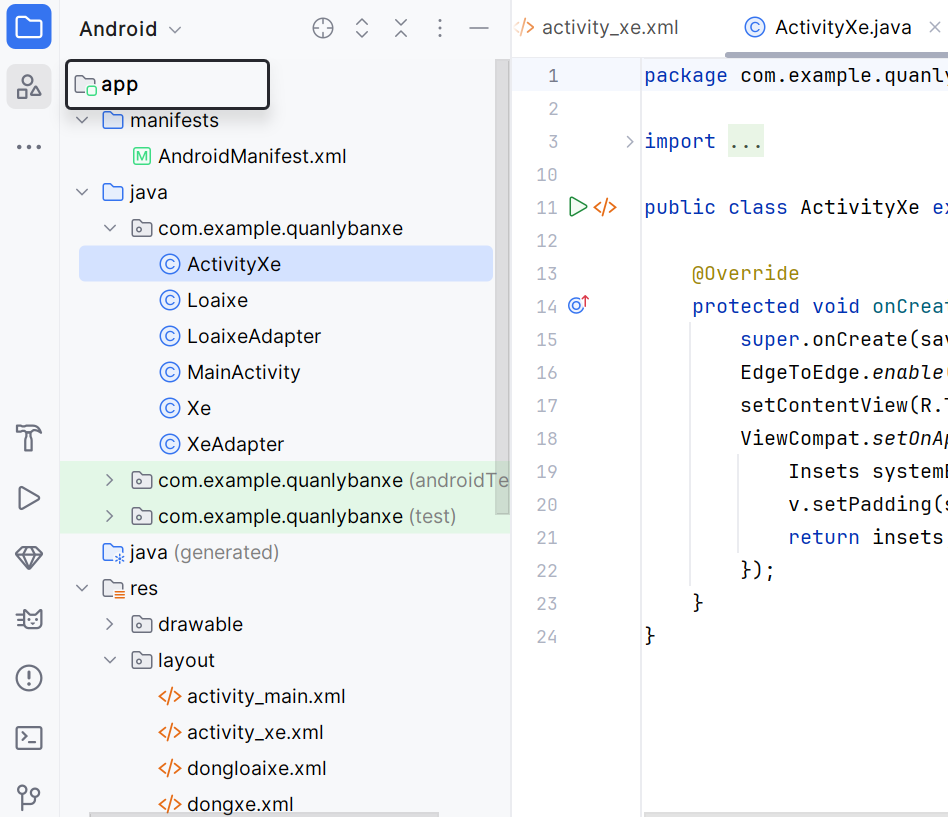 Android
app
manifests
AndroidManifest.xml
java
com.example.quanlybanxe
ActivityXe
Loaixe
LoaixeAdapter
MainActivity
Xe
XeAdapter
com.example.quanlybanxe (androidTe
com.example.quanlybanxe (test)
java (generated)
res
drawable
layout
activity_main.xml
activity_xe.xml
dongloaixe.xml
dongxe.xml
activity_xe.xml ActivityXe.java
1 package com.example.quanly
2
3 import ...
10
11 public class ActivityXe ex
12
13 @Override
14 protected void onCreat
15 super.onCreate(sav
16 EdgeToEdge.enable(
17 setContentView(R.
18 ViewCompat.setOnAp
19 Insets system
20 v.setPadding(s
21 return insets
22 });
23 }
24 }